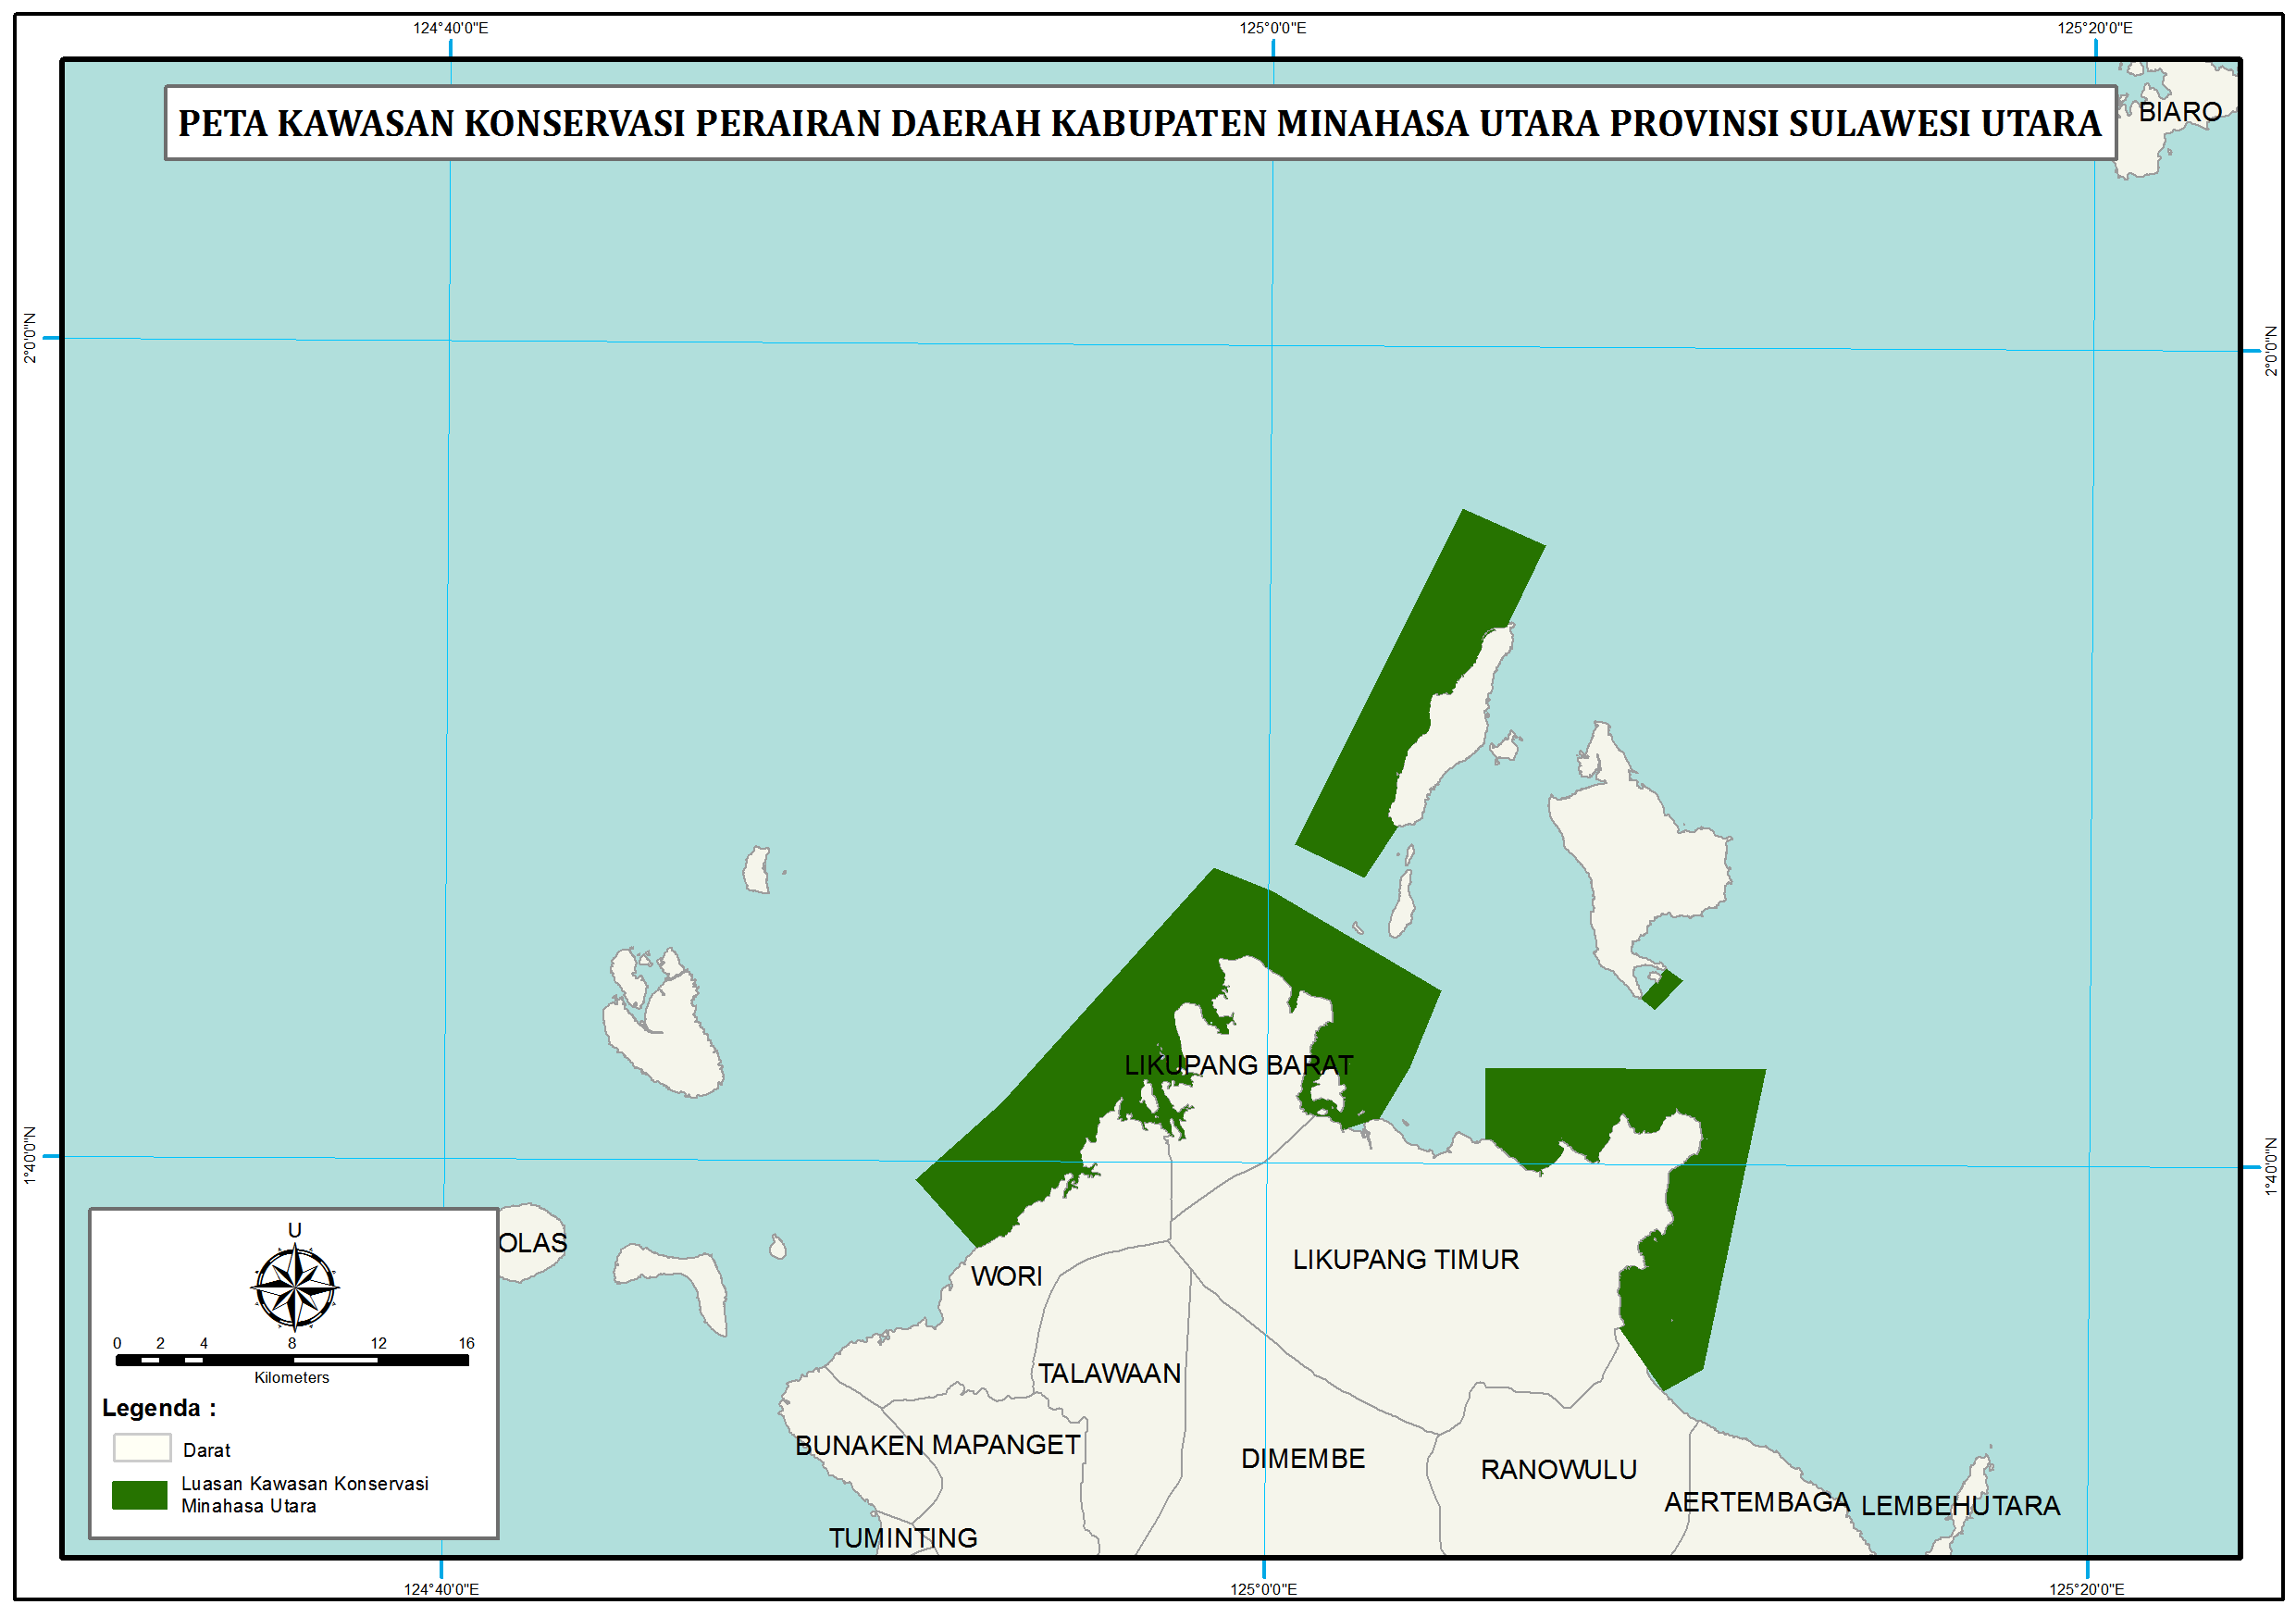 124°40'0"E
125°0'0"E
125°20'0"E
PETA KAWASAN KONSERVASI PERAIRAN DAERAH KABUPATEN MINAHASA UTARA PROVINSI SULAWESI UTARA
BIARO
2°0'0"N
2°0'0"N
LIKUPANG BARAT
1°40'0"N
1°40'0"N
OLAS
WORI
LIKUPANG TIMUR
TALAWAAN
BUNAKEN
MAPANGET
DIMEMBE
RANOWULU
AERTEMBAGA
LEMBEHUTARA
TUMINTING
U
0 2 4 8 12 16
Kilometers
Legenda :
Darat
Luasan Kawasan Konservasi
Minahasa Utara
124°40'0"E
125°0'0"E
125°20'0"E